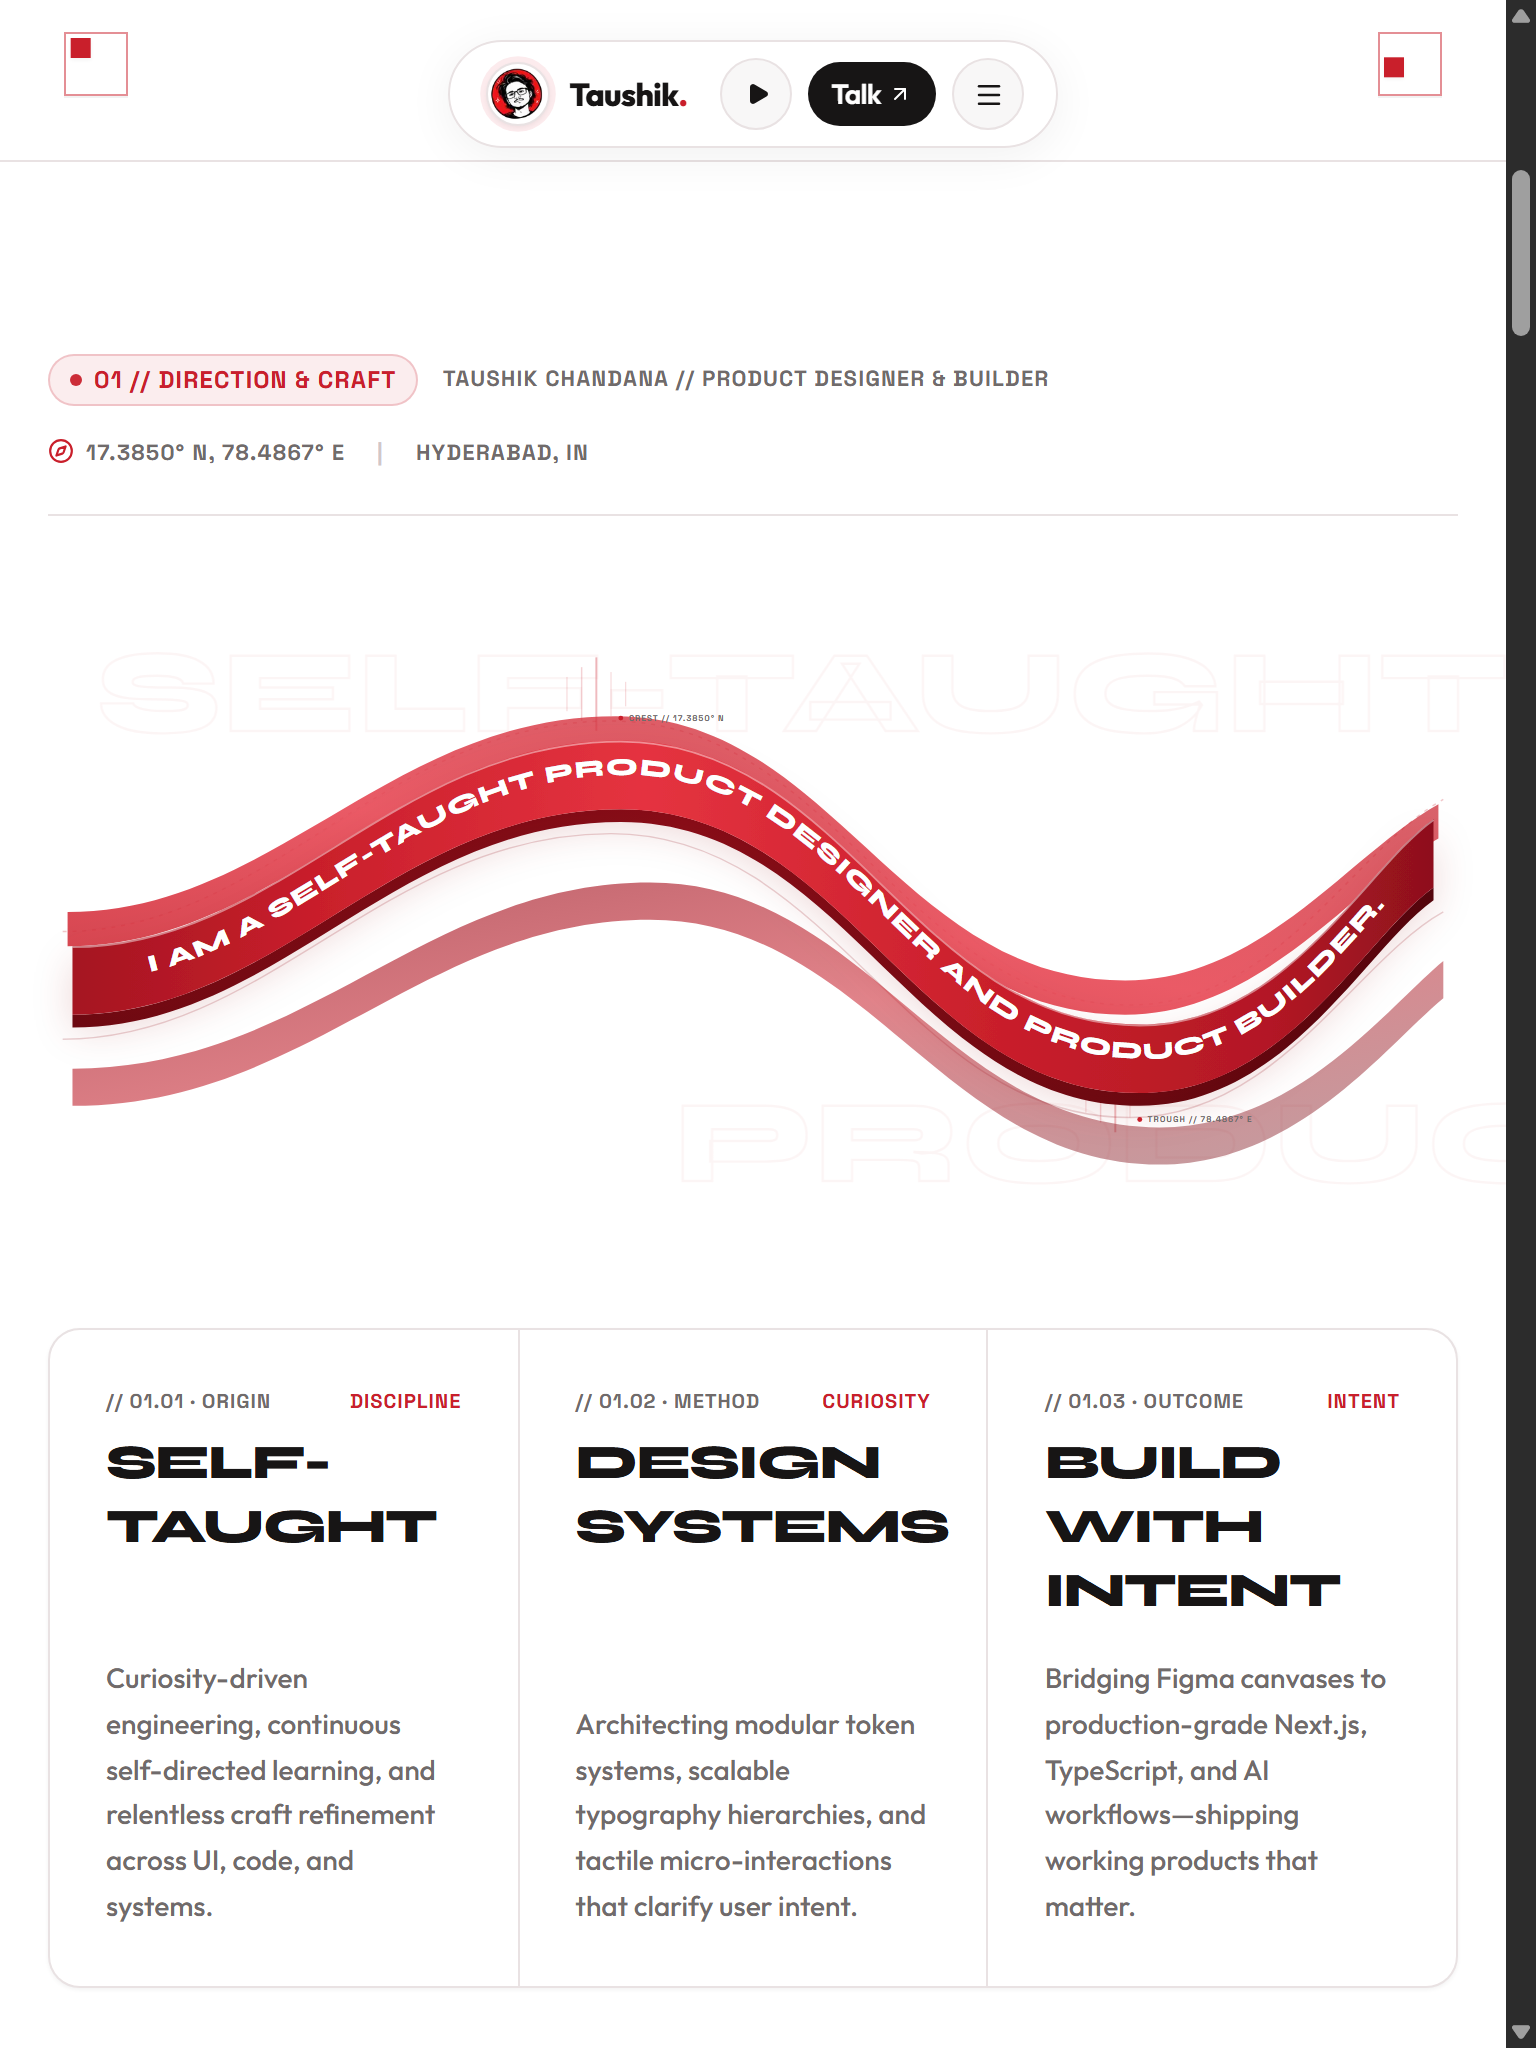 Taushik.
Talk
01 // DIRECTION & CRAFT
TAUSHIK CHANDANA // PRODUCT DESIGNER & BUILDER
17.3850° N, 78.4867° E | HYDERABAD, IN
SELF-TAUGHT
CREST // 17.3850° N
I AM A SELF-TAUGHT PRODUCT DESIGNER AND PRODUCT BUILDER.
TROUGH // 78.4867° E
PRODUC
// 01.01 · ORIGIN
DISCIPLINE
SELF-
TAUGHT
Curiosity-driven
engineering, continuous
self-directed learning, and
relentless craft refinement
across UI, code, and
systems.
// 01.02 · METHOD
CURIOSITY
DESIGN
SYSTEMS
Architecting modular token
systems, scalable
typography hierarchies, and
tactile micro-interactions
that clarify user intent.
// 01.03 · OUTCOME
INTENT
BUILD
WITH
INTENT
Bridging Figma canvases to
production-grade Next.js,
TypeScript, and AI
workflows—shipping
working products that
matter.